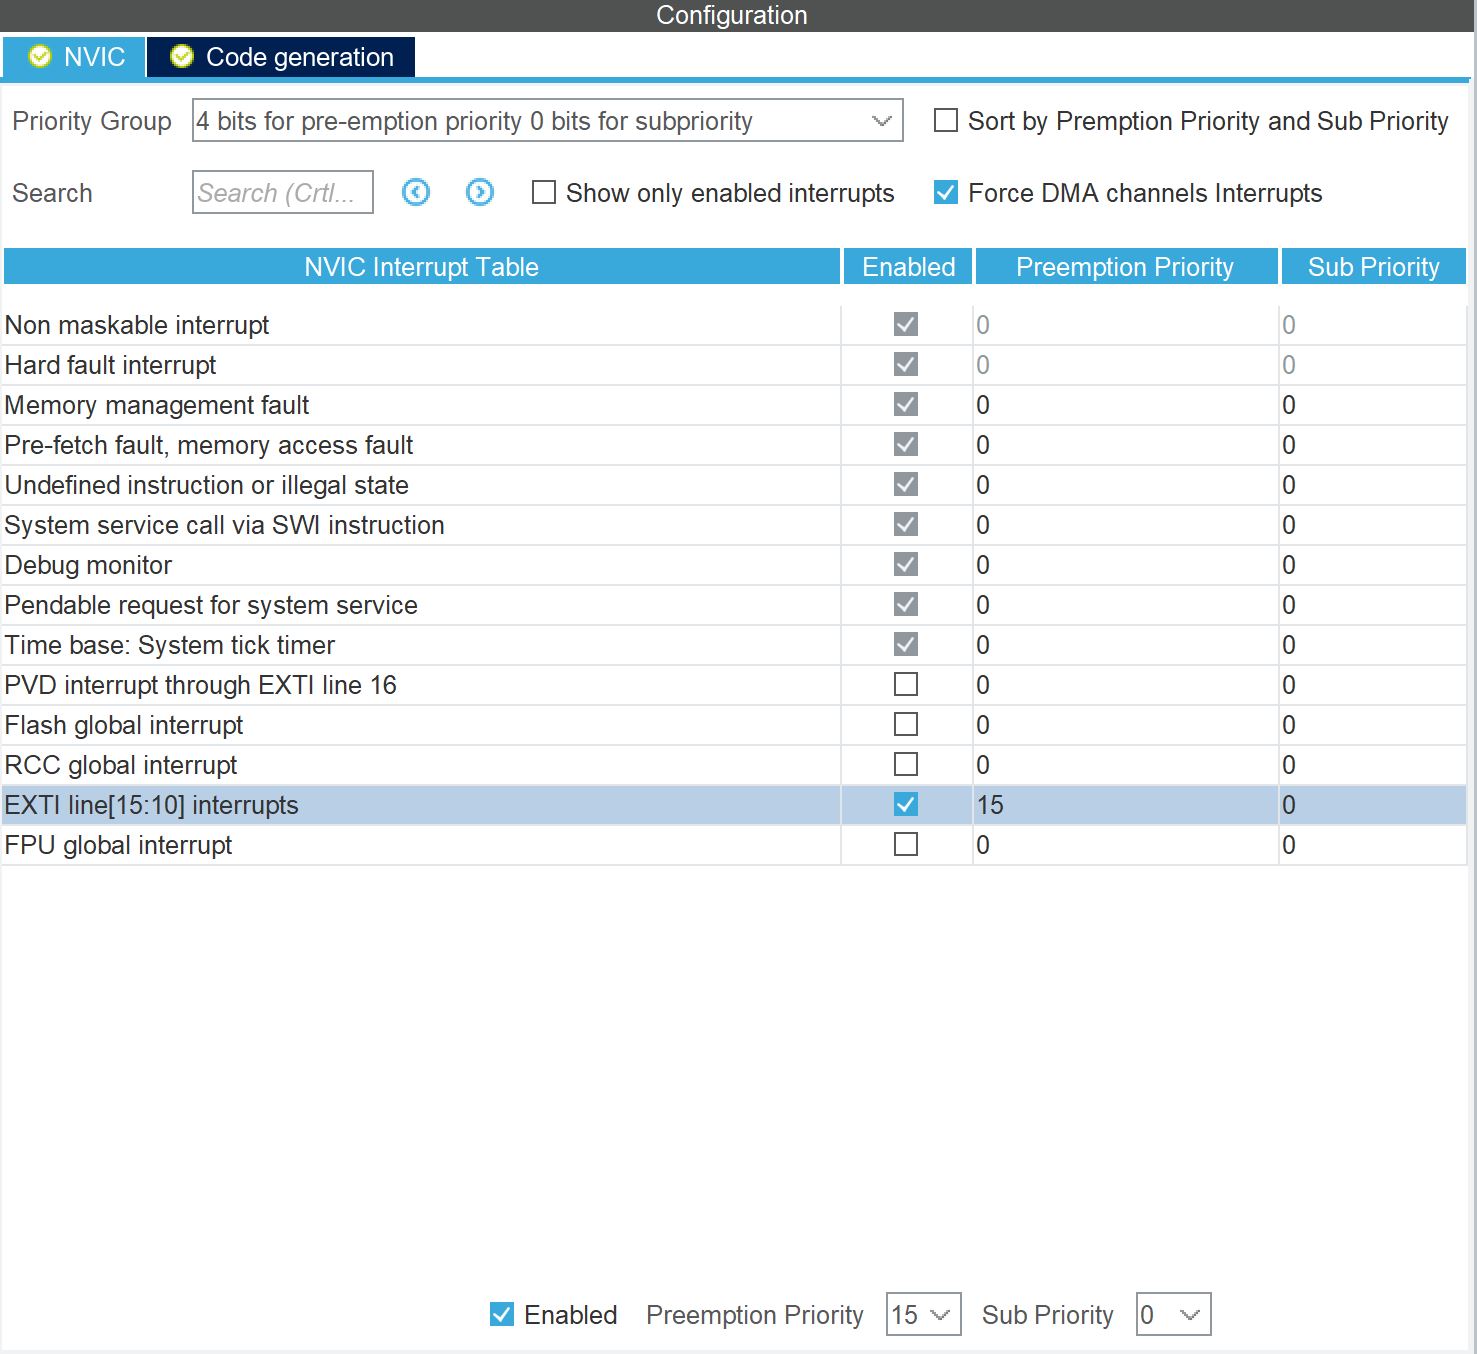 Configuration
NVIC Code generation
Priority Group 4 bits for pre-emption priority 0 bits for subpriority Sort by Premption Priority and Sub Priority
Search Search (Crtl... Show only enabled interrupts Force DMA channels Interrupts
NVIC Interrupt Table Enabled Preemption Priority Sub Priority
Non maskable interrupt 0 0
Hard fault interrupt 0 0
Memory management fault 0 0
Pre-fetch fault, memory access fault 0 0
Undefined instruction or illegal state 0 0
System service call via SWI instruction 0 0
Debug monitor 0 0
Pendable request for system service 0 0
Time base: System tick timer 0 0
PVD interrupt through EXTI line 16 0 0
Flash global interrupt 0 0
RCC global interrupt 0 0
EXTI line[15:10] interrupts 15 0
FPU global interrupt 0 0
Enabled Preemption Priority 15 Sub Priority 0